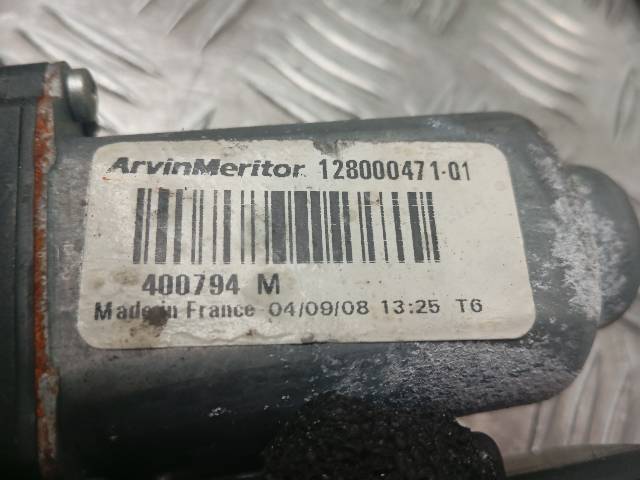 ArvinMeritor 128000471-01
400794 M
Made in France 04/09/08 13:25 T6